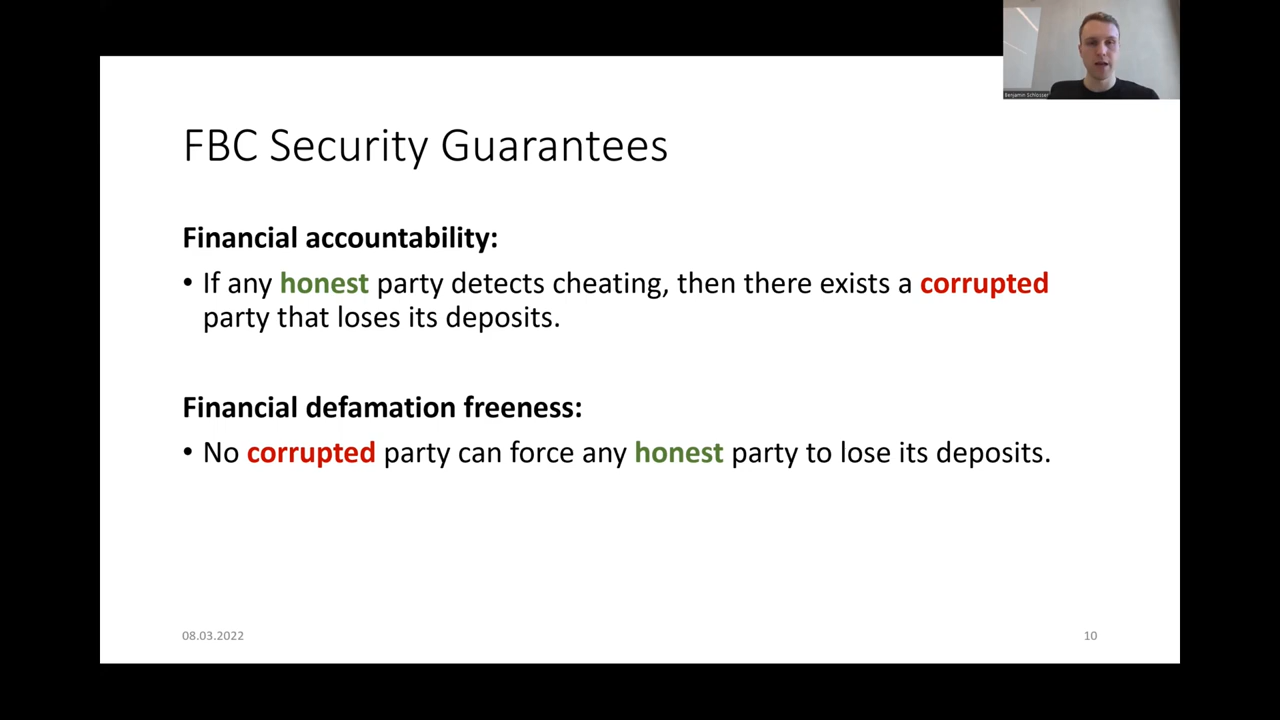 Benjamin Schlosser
FBC Security Guarantees
Financial accountability:
• If any honest party detects cheating, then there exists a corrupted
party that loses its deposits.
Financial defamation freeness:
• No corrupted party can force any honest party to lose its deposits.
08.03.2022
10